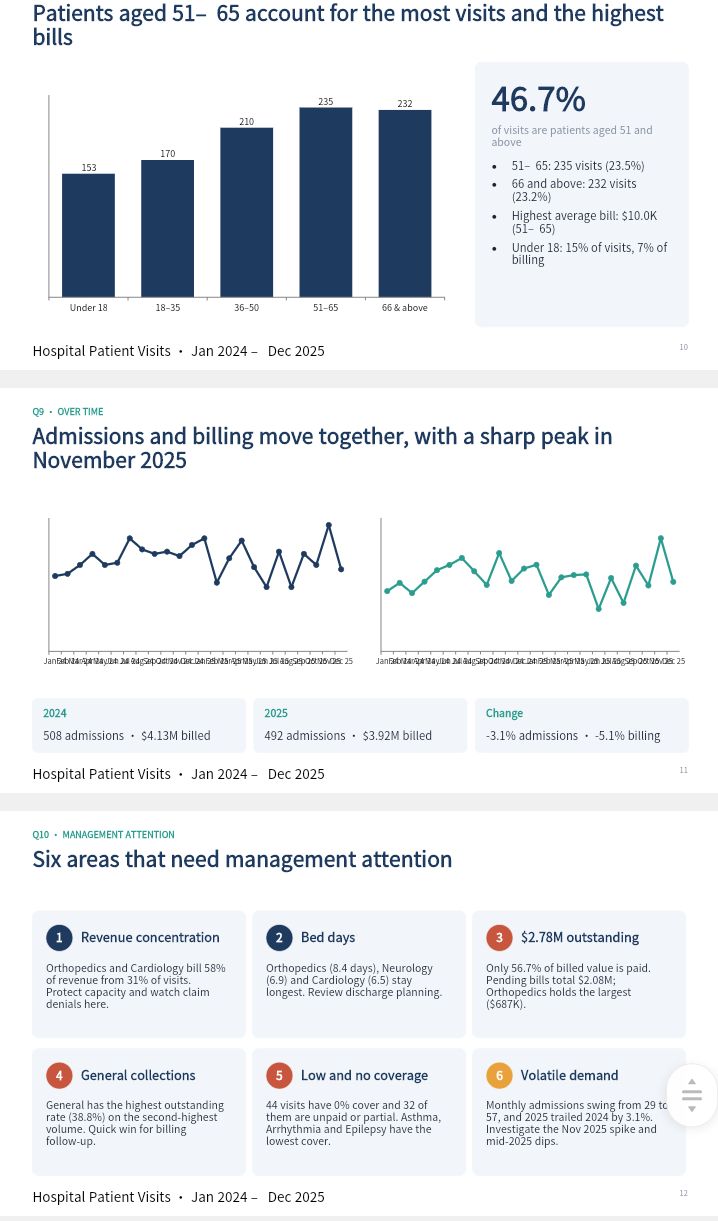 Patients aged 51–  65 account for the most visits and the highest
bills
153
170
210
235
232
Under 18
18–35
36–50
51–65
66 & above
46.7%
of visits are patients aged 51 and
above
• 51–  65: 235 visits (23.5%)
• 66 and above: 232 visits
(23.2%)
• Highest average bill: $10.0K
(51–  65)
• Under 18: 15% of visits, 7% of
billing
Hospital Patient Visits • Jan 2024 –   Dec 2025
10
Q9 • OVER TIME
Admissions and billing move together, with a sharp peak in
November 2025
2024
508 admissions • $4.13M billed
2025
492 admissions • $3.92M billed
Change
-3.1% admissions • -5.1% billing
Hospital Patient Visits • Jan 2024 –   Dec 2025
11
Q10 • MANAGEMENT ATTENTION
Six areas that need management attention
1 Revenue concentration
Orthopedics and Cardiology bill 58%
of revenue from 31% of visits.
Protect capacity and watch claim
denials here.
2 Bed days
Orthopedics (8.4 days), Neurology
(6.9) and Cardiology (6.5) stay
longest. Review discharge planning.
3 $2.78M outstanding
Only 56.7% of billed value is paid.
Pending bills total $2.08M;
Orthopedics holds the largest
($687K).
4 General collections
General has the highest outstanding
rate (38.8%) on the second-highest
volume. Quick win for billing
follow-up.
5 Low and no coverage
44 visits have 0% cover and 32 of
them are unpaid or partial. Asthma,
Arrhythmia and Epilepsy have the
lowest cover.
6 Volatile demand
Monthly admissions swing from 29 to
57, and 2025 trailed 2024 by 3.1%.
Investigate the Nov 2025 spike and
mid-2025 dips.
Hospital Patient Visits • Jan 2024 –   Dec 2025
12